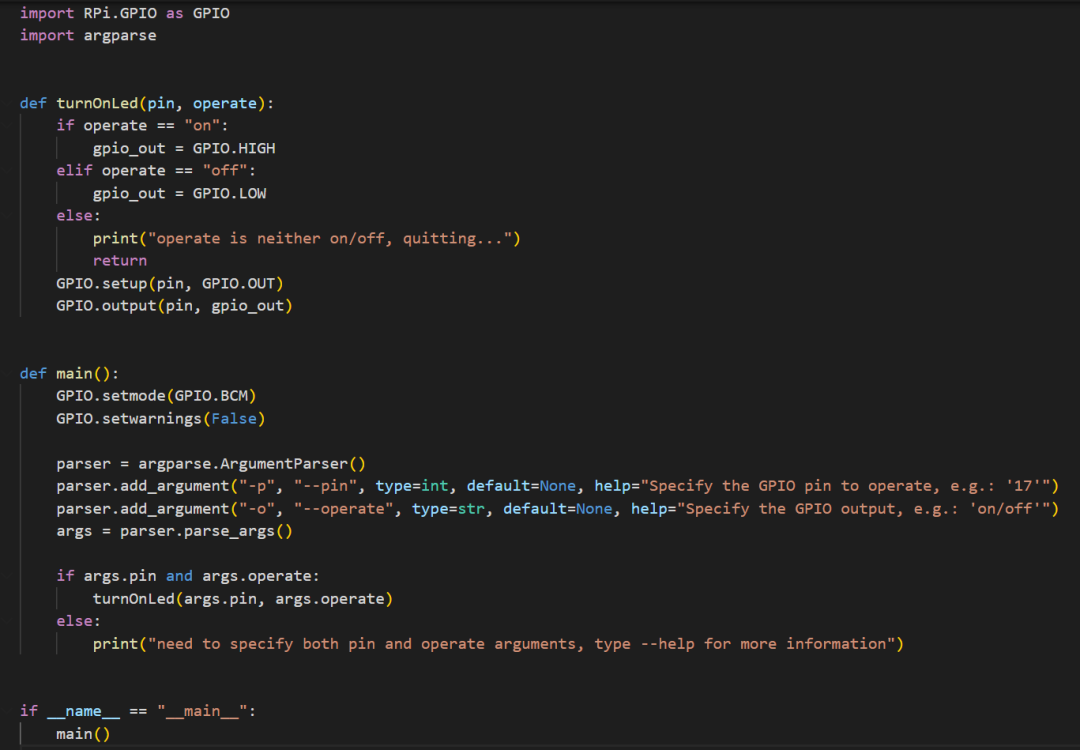 import RPi.GPIO as GPIO
import argparse
def turnOnLed(pin, operate):
    if operate == "on":
        gpio_out = GPIO.HIGH
    elif operate == "off":
        gpio_out = GPIO.LOW
    else:
        print("operate is neither on/off, quitting...")
        return
    GPIO.setup(pin, GPIO.OUT)
    GPIO.output(pin, gpio_out)
def main():
    GPIO.setmode(GPIO.BCM)
    GPIO.setwarnings(False)
    parser = argparse.ArgumentParser()
    parser.add_argument("-p", "--pin", type=int, default=None, help="Specify the GPIO pin to operate, e.g.: '17'")
    parser.add_argument("-o", "--operate", type=str, default=None, help="Specify the GPIO output, e.g.: 'on/off'")
    args = parser.parse_args()
    if args.pin and args.operate:
        turnOnLed(args.pin, args.operate)
    else:
        print("need to specify both pin and operate arguments, type --help for more information")
if __name__ == "__main__":
    main()